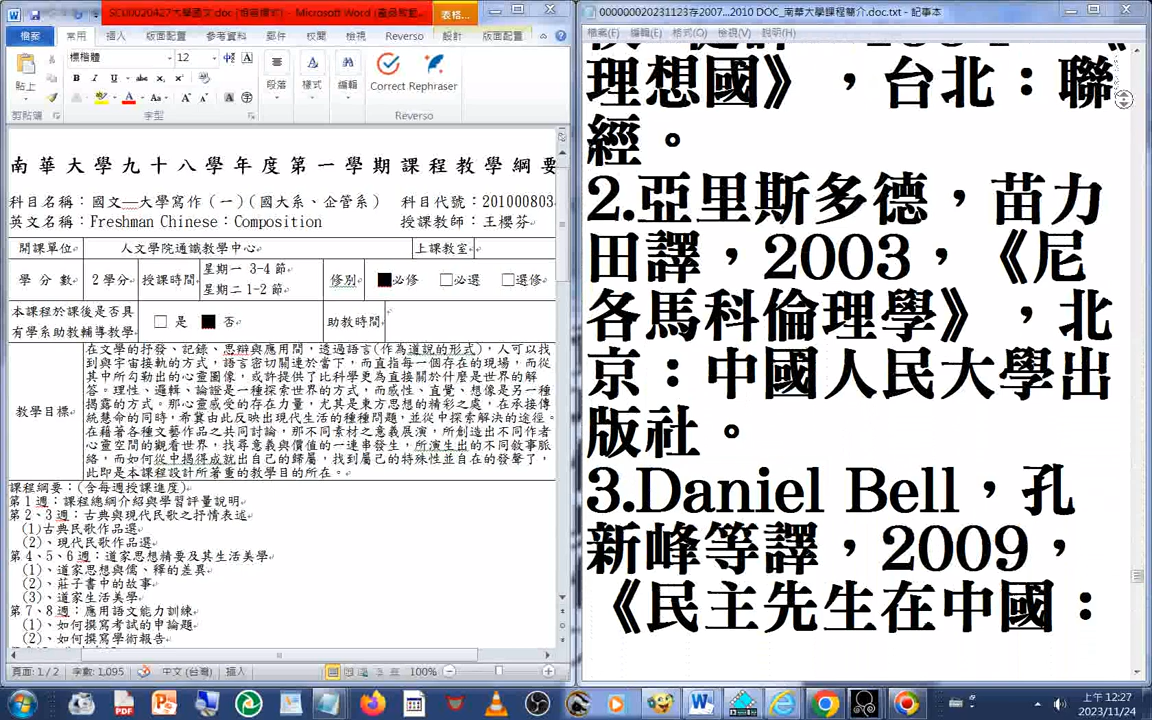 SC00020427大學國文.doc [相容模式] - Microsoft Word (產品啟動...
表格...
檔案 常用 插入 版面配置 參考資料 郵件 校閱 檢視 Reverso 設計 版面配置
標楷體 12
貼上 段落 樣式 編輯 Correct Rephraser
剪貼簿 字型 Reverso
南華大學九十八學年度第一學期課程教學綱要
科目名稱：國文—大學寫作（一）（國大系、企管系） 科目代號：201000803
英文名稱：Freshman Chinese：Composition 授課教師：王櫻芬
開課單位 人文學院通識教學中心 上課教室
學分數 2學分 授課時間 星期一 3-4 節 修別 ■必修 □必選 □選修
星期二 1-2 節
本課程於課後是否具 □ 是 ■ 否 助教時間
有學系助教輔導教學
在文學的抒發、記錄、思辯與應用間，透過語言(作為道說的形式)，人可以找
到與宇宙接軌的方式，語言密切關連於當下，而直指每一個存在的現場，而從
其中所勾勒出的心靈圖像，或許提供了比科學更為直接關於什麼是世界的解
答。理性、邏輯、論證是一種探索世界的方式，而感性、直覺、想像是另一種
教學目標 揭露的方式。那心靈感受的存在力量，尤其是東方思想的精彩之處，在承接傳
統慧命的同時，希冀由此反映出現代生活的種種問題，並從中探索解決的途徑。
在藉著各種文藝作品之共同討論，那不同素材之意義展演，所創造出不同作者
心靈空間的觀看世界，找尋意義與價值的一連串發生，所演生出的不同敘事脈
絡，而如何從中揭得成就出自己的歸屬，找到屬己的特殊性並自在的發聲了，
此即是本課程設計所著重的教學目的所在。
課程綱要：(含每週授課進度)
第1週：課程總綱介紹與學習評量說明
第2、3週：古典與現代民歌之抒情表述
(1)古典民歌作品選
(2)、現代民歌作品選
第4、5、6週：道家思想精要及其生活美學
(1)、道家思想與儒、釋的差異
(2)、莊子書中的故事
(3)、道家生活美學
第7、8週：應用語文能力訓練
(1)、如何撰寫考試的申論題
(2)、如何撰寫學術報告
頁面: 1/2 字數: 1,095 中文(台灣) 插入 100%
000000020231123存2007...2010 DOC_南華大學課程簡介.doc.txt - 記事本
檔案(F) 編輯(E) 格式(O) 檢視(V) 說明(H)
理想國》，台北：聯
經。
2.亞里斯多德，苗力
田譯，2003，《尼
各馬科倫理學》，北
京：中國人民大學出
版社。
3.Daniel Bell，孔
新峰等譯，2009，
《民主先生在中國：
上午 12:27
2023/11/24